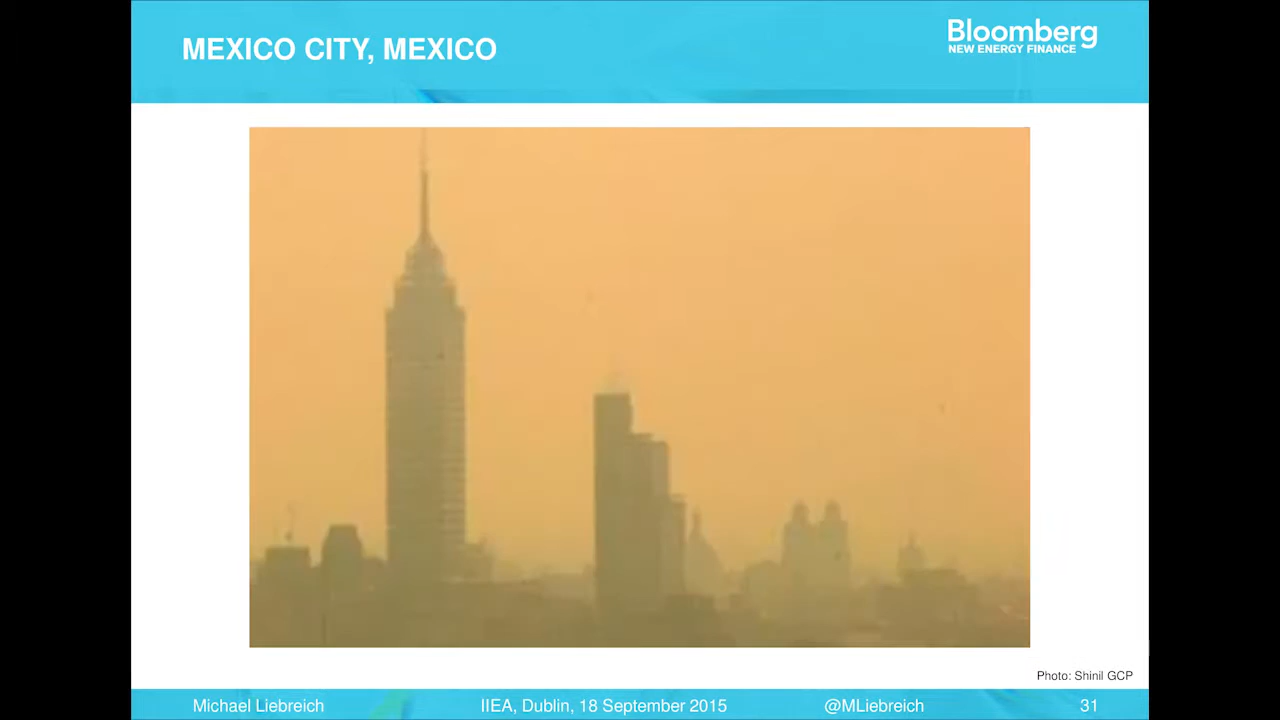 MEXICO CITY, MEXICO
Bloomberg
NEW ENERGY FINANCE
Photo: Shinil GCP
Michael Liebreich
IIEA, Dublin, 18 September 2015
@MLiebreich
31